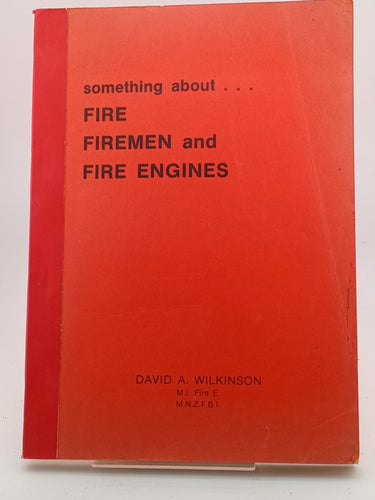 something about . . .
FIRE
FIREMEN and
FIRE ENGINES
DAVID A. WILKINSON
M.I. Fire E.
M.N.Z.F.B.I.